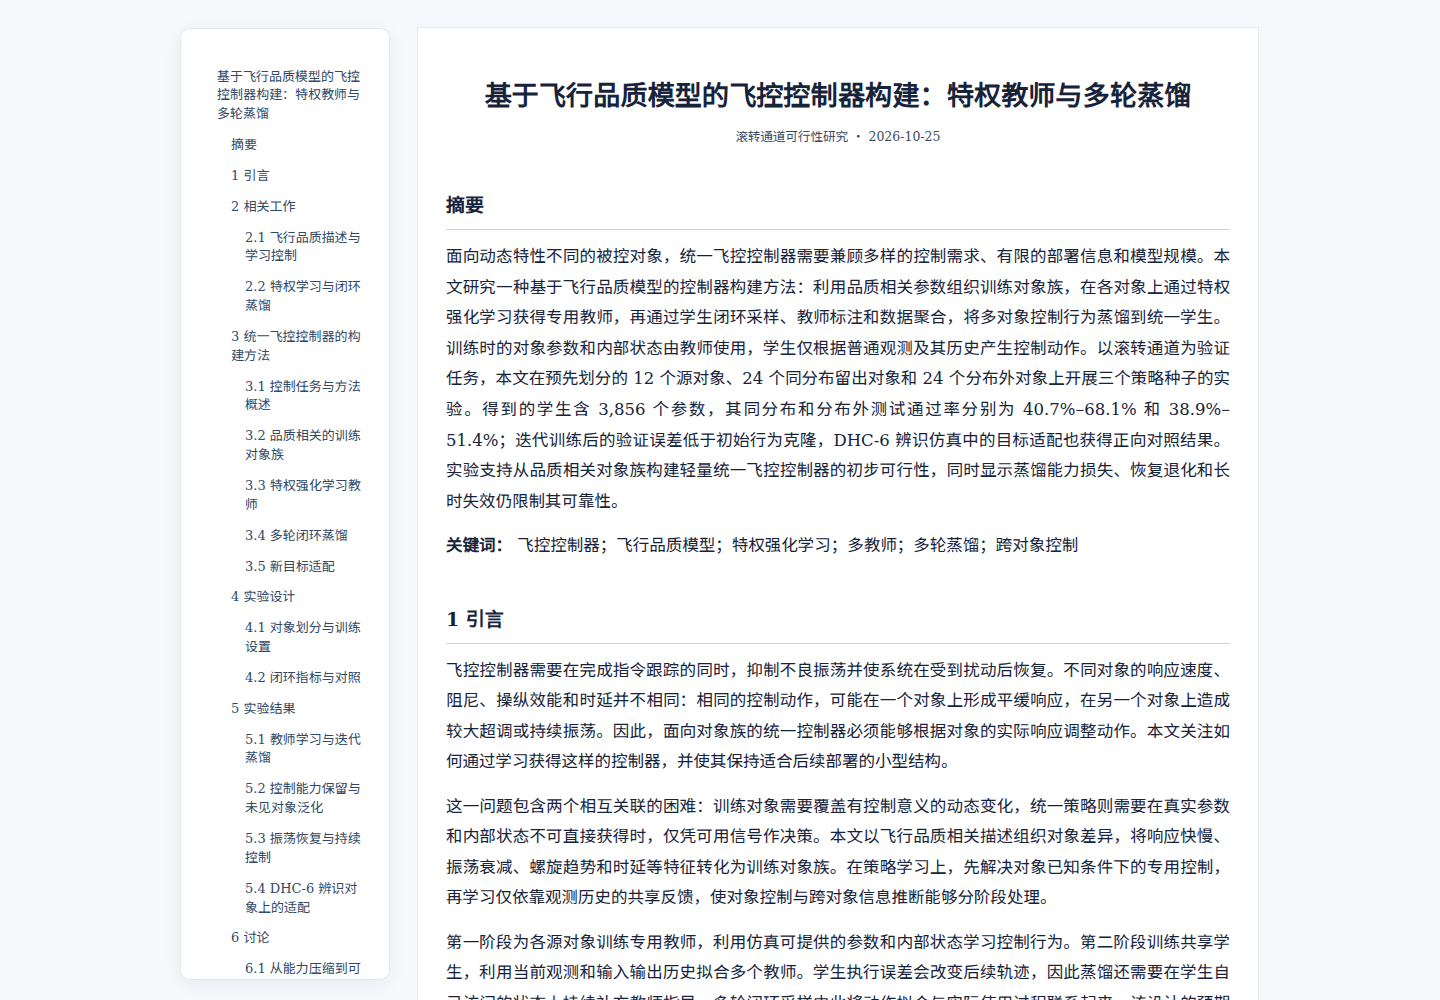 基于飞行品质模型的飞控
控制器构建：特权教师与
多轮蒸馏
摘要
1 引言
2 相关工作
2.1 飞行品质描述与
学习控制
2.2 特权学习与闭环
蒸馏
3 统一飞控控制器的构
建方法
3.1 控制任务与方法
概述
3.2 品质相关的训练
对象族
3.3 特权强化学习教
师
3.4 多轮闭环蒸馏
3.5 新目标适配
4 实验设计
4.1 对象划分与训练
设置
4.2 闭环指标与对照
5 实验结果
5.1 教师学习与迭代
蒸馏
5.2 控制能力保留与
未见对象泛化
5.3 振荡恢复与持续
控制
5.4 DHC-6 辨识对
象上的适配
6 讨论
6.1 从能力压缩到可
基于飞行品质模型的飞控控制器构建：特权教师与多轮蒸馏
滚转通道可行性研究 · 2026-10-25
摘要
面向动态特性不同的被控对象，统一飞控控制器需要兼顾多样的控制需求、有限的部署信息和模型规模。本
文研究一种基于飞行品质模型的控制器构建方法：利用品质相关参数组织训练对象族，在各对象上通过特权
强化学习获得专用教师，再通过学生闭环采样、教师标注和数据聚合，将多对象控制行为蒸馏到统一学生。
训练时的对象参数和内部状态由教师使用，学生仅根据普通观测及其历史产生控制动作。以滚转通道为验证
任务，本文在预先划分的 12 个源对象、24 个同分布留出对象和 24 个分布外对象上开展三个策略种子的实
验。得到的学生含 3,856 个参数，其同分布和分布外测试通过率分别为 40.7%–68.1% 和 38.9%–
51.4%；迭代训练后的验证误差低于初始行为克隆，DHC-6 辨识仿真中的目标适配也获得正向对照结果。
实验支持从品质相关对象族构建轻量统一飞控控制器的初步可行性，同时显示蒸馏能力损失、恢复退化和长
时失效仍限制其可靠性。
关键词： 飞控控制器；飞行品质模型；特权强化学习；多教师；多轮蒸馏；跨对象控制
1 引言
飞控控制器需要在完成指令跟踪的同时，抑制不良振荡并使系统在受到扰动后恢复。不同对象的响应速度、
阻尼、操纵效能和时延并不相同：相同的控制动作，可能在一个对象上形成平缓响应，在另一个对象上造成
较大超调或持续振荡。因此，面向对象族的统一控制器必须能够根据对象的实际响应调整动作。本文关注如
何通过学习获得这样的控制器，并使其保持适合后续部署的小型结构。
这一问题包含两个相互关联的困难：训练对象需要覆盖有控制意义的动态变化，统一策略则需要在真实参数
和内部状态不可直接获得时，仅凭可用信号作决策。本文以飞行品质相关描述组织对象差异，将响应快慢、
振荡衰减、螺旋趋势和时延等特征转化为训练对象族。在策略学习上，先解决对象已知条件下的专用控制，
再学习仅依靠观测历史的共享反馈，使对象控制与跨对象信息推断能够分阶段处理。
第一阶段为各源对象训练专用教师，利用仿真可提供的参数和内部状态学习控制行为。第二阶段训练共享学
生，利用当前观测和输入输出历史拟合多个教师。学生执行误差会改变后续轨迹，因此蒸馏还需要在学生自